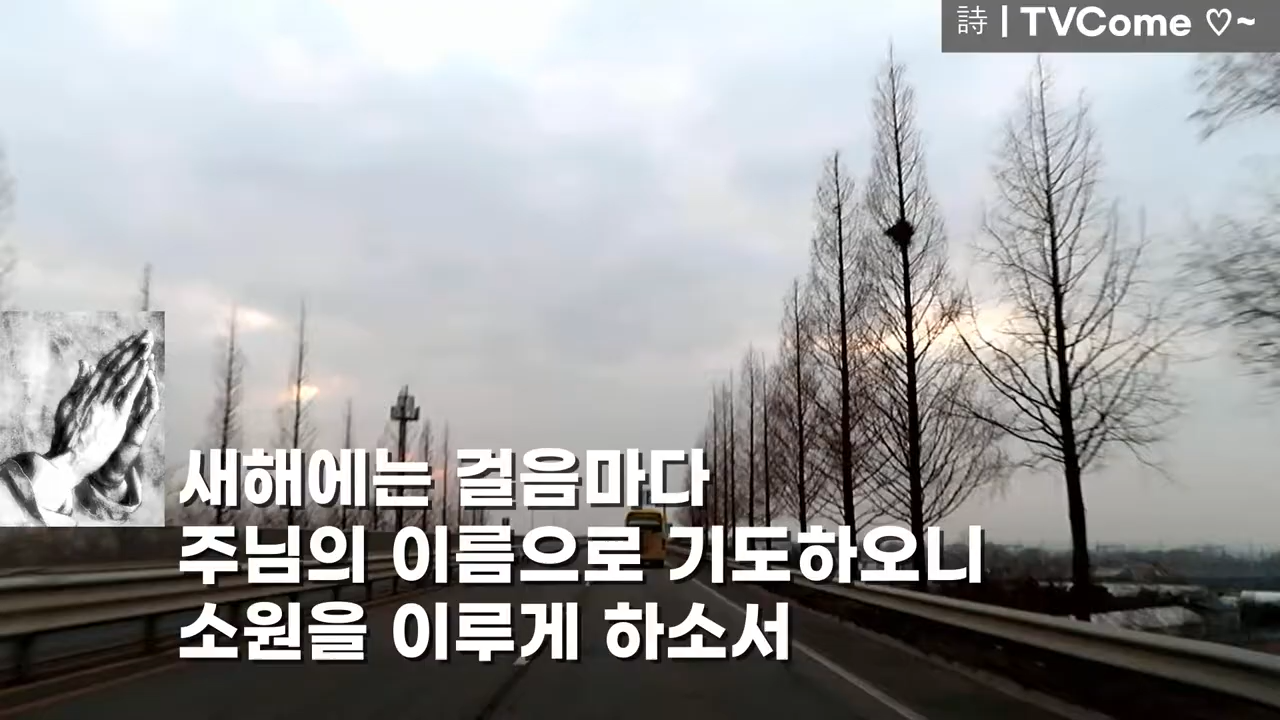 詩 | TVCome ♡~
새해에는 걸음마다
주님의 이름으로 기도하오니
소원을 이루게 하소서